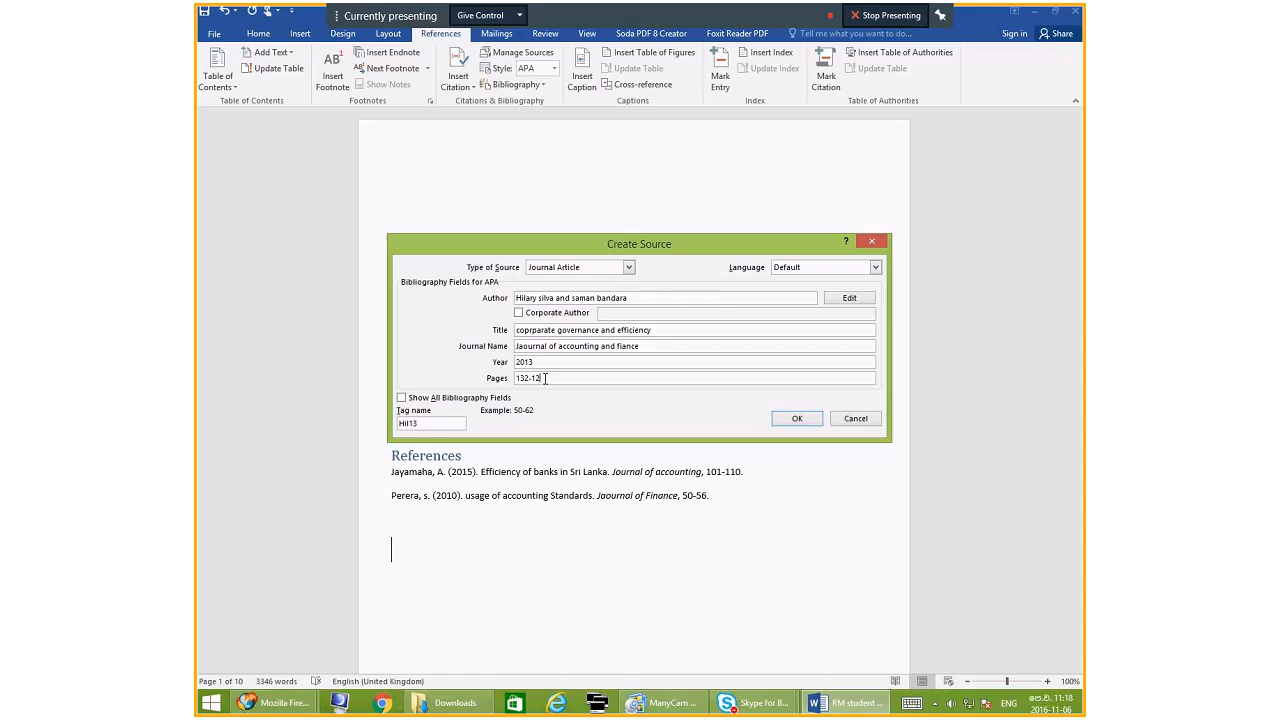 Currently presenting Give Control Stop Presenting
File Home Insert Design Layout References Mailings Review View Soda PDF 8 Creator Foxit Reader PDF Tell me what you want to do... Sign in Share
Table of Contents
Add Text
Update Table
Table of Contents
AB1
Insert Footnote
Insert Endnote
Next Footnote
Show Notes
Footnotes
Insert Citation
Manage Sources
Style: APA
Bibliography
Citations & Bibliography
Insert Caption
Insert Table of Figures
Update Table
Cross-reference
Captions
Mark Entry
Insert Index
Update Index
Index
Mark Citation
Insert Table of Authorities
Update Table
Table of Authorities
Create Source
Type of Source Journal Article Language Default
Bibliography Fields for APA
Author Hilary silva and saman bandara Edit
Corporate Author
Title coprparate governance and efficiency
Journal Name Jaournal of accounting and fiance
Year 2013
Pages 132-12
Show All Bibliography Fields
Tag name Example: 50-62
Hil13
OK Cancel
References
Jayamaha, A. (2015). Efficiency of banks in Sri Lanka. Journal of accounting, 101-110.
Perera, s. (2010). usage of accounting Standards. Jaournal of Finance, 50-56.
Page 1 of 10 3346 words English (United Kingdom) 100%
Mozilla Fire... Downloads ManyCam ... Skype for B... RM student ... ENG
11:18
2016-11-06